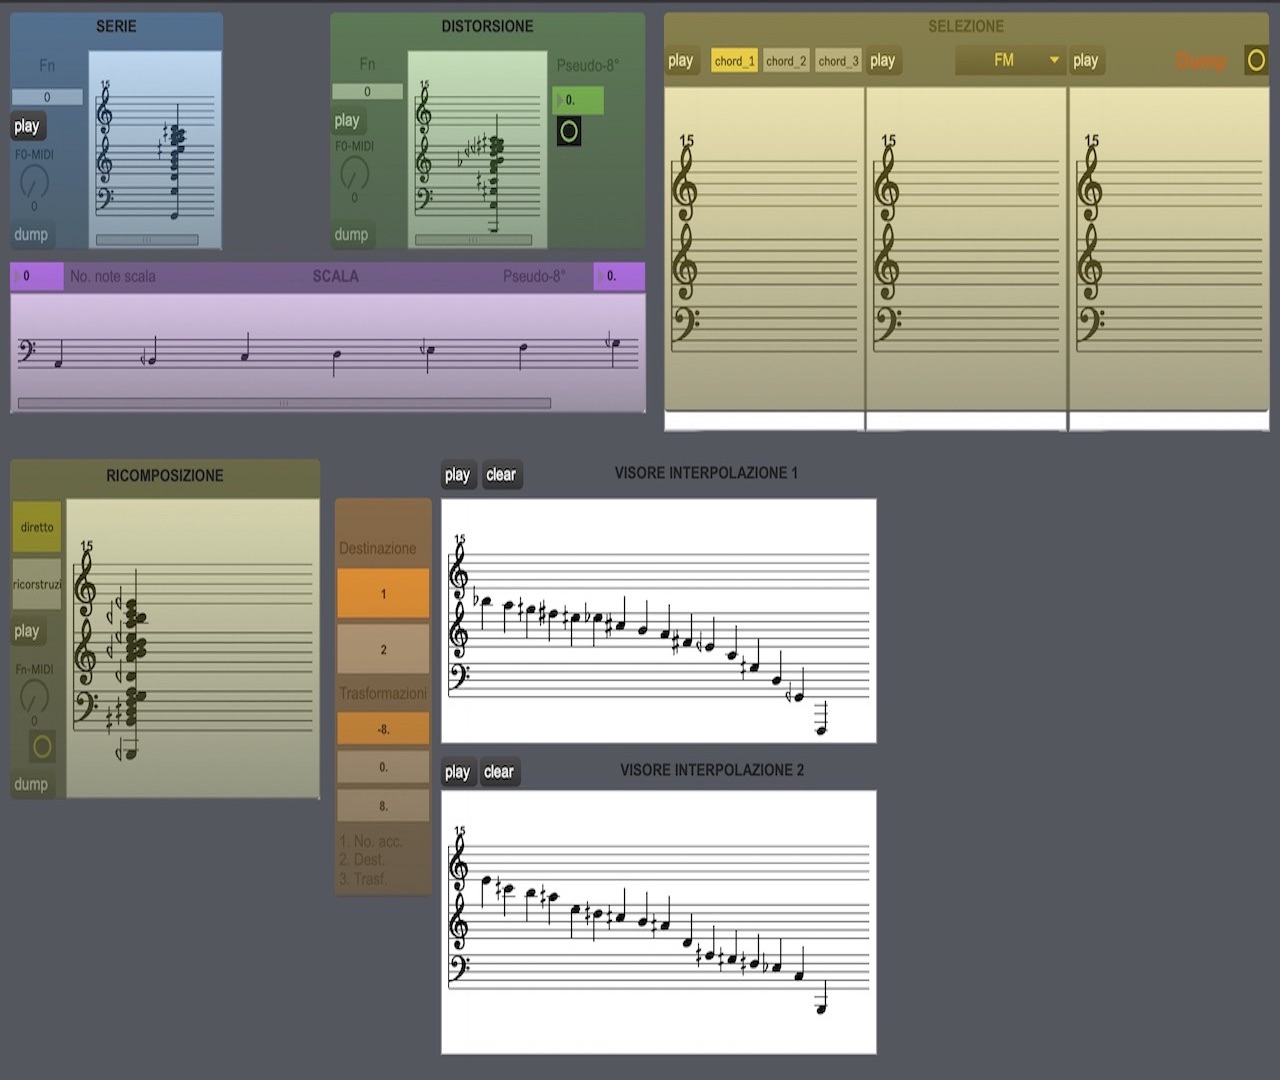 SERIE
Fn
0
play
F0-MIDI
0
dump
15
DISTORSIONE
Fn
0
play
F0-MIDI
0
dump
15
Pseudo-8°
0.
SELEZIONE
play
chord_1
chord_2
chord_3
play
FM
play
Dump
15
15
15
0
No. note scala
SCALA
Pseudo-8°
0.
RICOMPOSIZIONE
diretto
ricorstruzi
play
Fn-MIDI
0
dump
15
Destinazione
1
2
Trasformazioni
-8.
0.
8.
1. No. acc.
2. Dest.
3. Trasf.
play
clear
VISORE INTERPOLAZIONE 1
15
play
clear
VISORE INTERPOLAZIONE 2
15